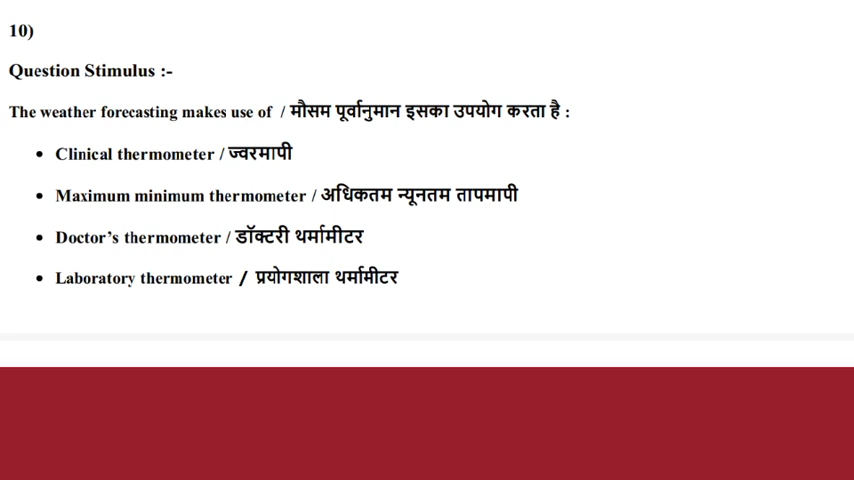 10)
Question Stimulus :-
The weather forecasting makes use of / मौसम पूर्वानुमान इसका उपयोग करता है :
• Clinical thermometer / ज्वरमापी
• Maximum minimum thermometer / अधिकतम न्यूनतम तापमापी
• Doctor’s thermometer / डॉक्टरी थर्मामीटर
• Laboratory thermometer / प्रयोगशाला थर्मामीटर